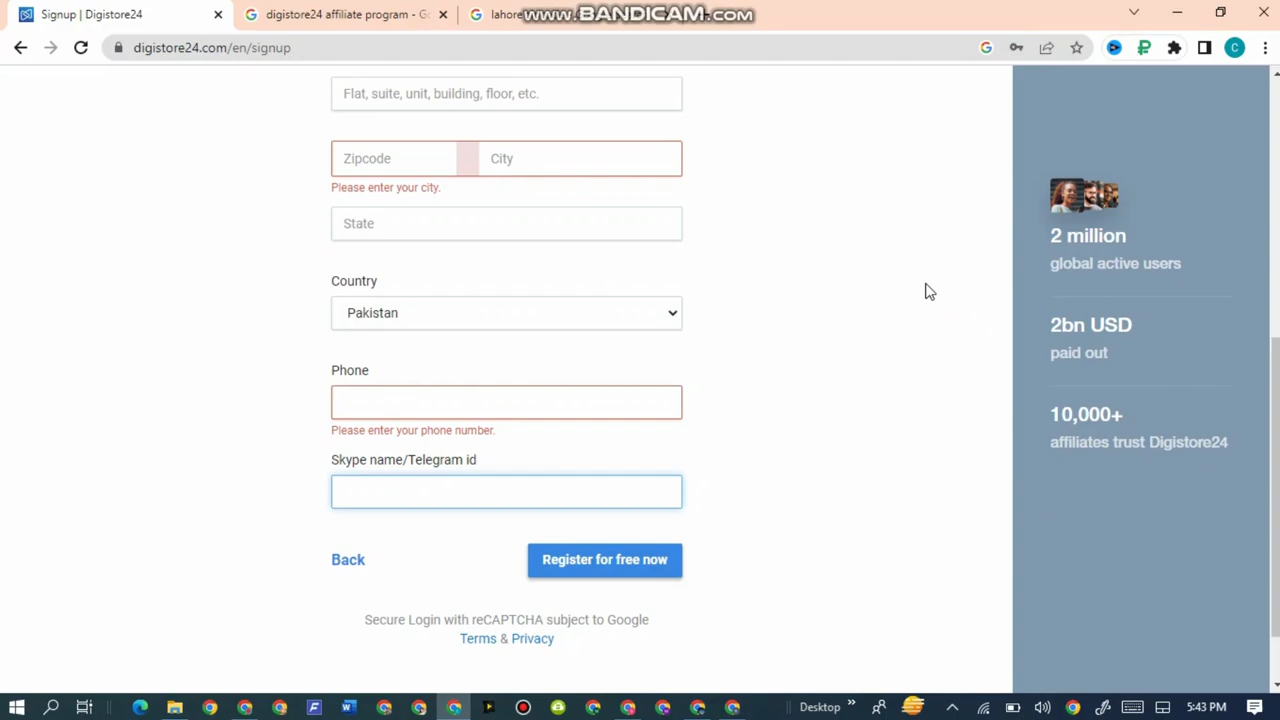 Signup | Digistore24
digistore24 affiliate program - Go
lahore
www.BANDICAM.com
digistore24.com/en/signup
C
Flat, suite, unit, building, floor, etc.
Zipcode
City
Please enter your city.
State
Country
Pakistan
Phone
Please enter your phone number.
Skype name/Telegram id
Back
Register for free now
Secure Login with reCAPTCHA subject to Google
Terms & Privacy
2 million
global active users
2bn USD
paid out
10,000+
affiliates trust Digistore24
Desktop
5:43 PM